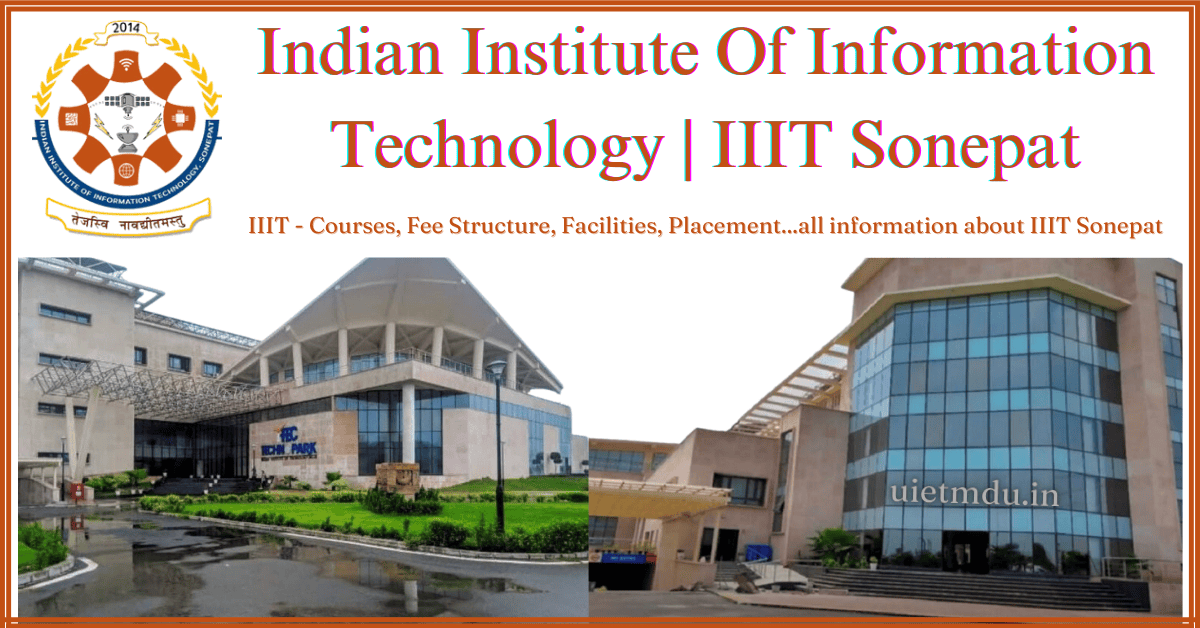 2014
INDIAN INSTITUTE OF INFORMATION TECHNOLOGY, SONEPAT
तेजस्वि नावधीतमस्तु
Indian Institute Of Information
Technology | IIIT Sonepat
IIIT - Courses, Fee Structure, Facilities, Placement...all information about IIIT Sonepat
PARK
uietmdu.in